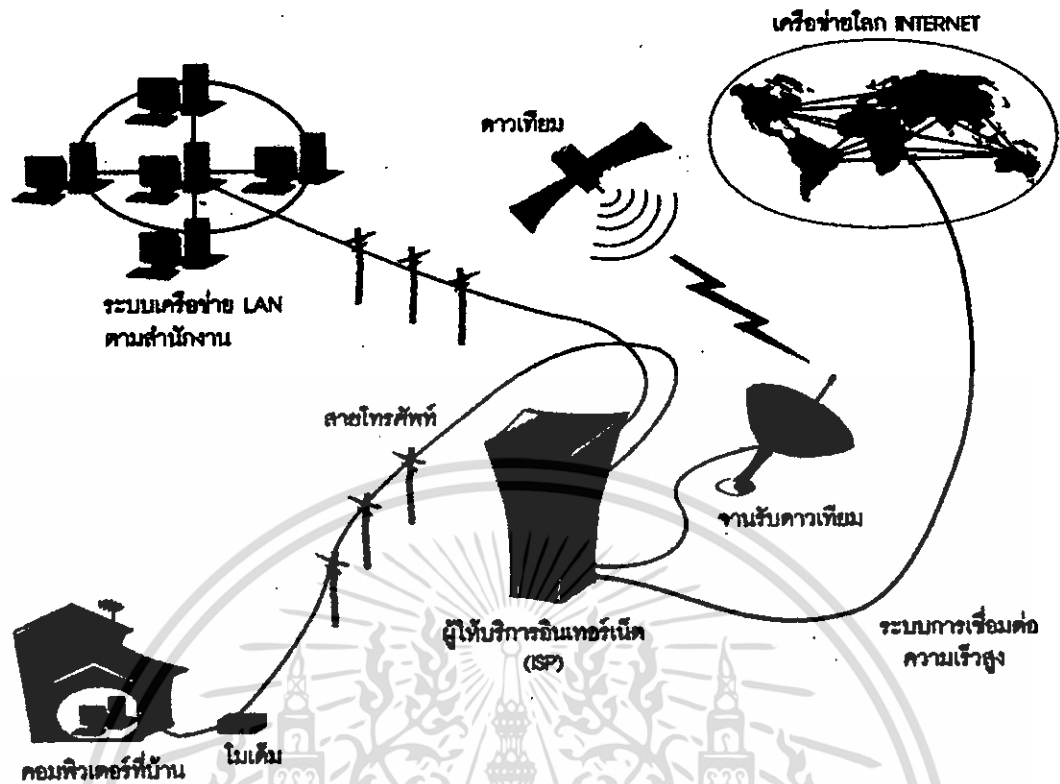 เครือข่ายโลก INTERNET
ดาวเทียม
ระบบเครือข่าย LAN
ตามสำนักงาน
สายโทรศัพท์
จานรับดาวเทียม
ผู้ให้บริการอินเทอร์เน็ต
(ISP)
ระบบการเชื่อมต่อ
ความเร็วสูง
โมเด็ม
คอมพิวเตอร์ที่บ้าน